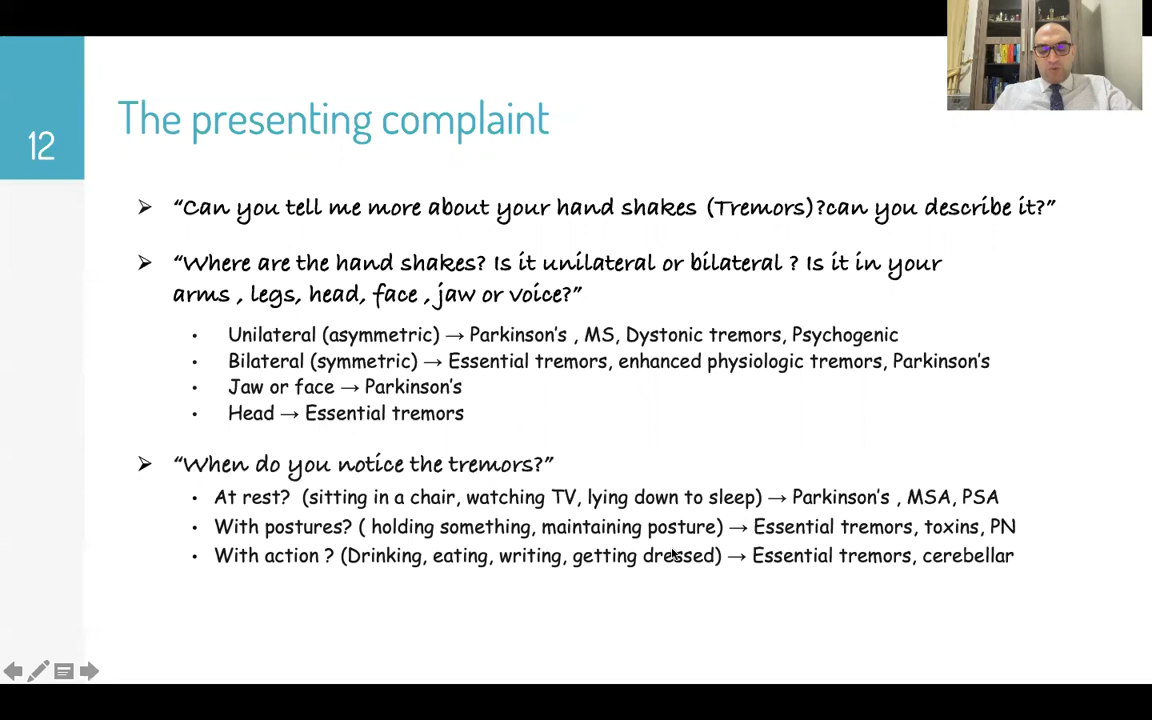 12
The presenting complaint
➢ “Can you tell me more about your hand shakes (Tremors)?can you describe it?”
➢ “Where are the hand shakes? Is it unilateral or bilateral ? Is it in your
arms , legs, head, face , jaw or voice?”
• Unilateral (asymmetric) → Parkinson’s , MS, Dystonic tremors, Psychogenic
• Bilateral (symmetric) → Essential tremors, enhanced physiologic tremors, Parkinson’s
• Jaw or face → Parkinson’s
• Head → Essential tremors
➢ “When do you notice the tremors?”
• At rest? (sitting in a chair, watching TV, lying down to sleep) → Parkinson’s , MSA, PSA
• With postures? ( holding something, maintaining posture) → Essential tremors, toxins, PN
• With action ? (Drinking, eating, writing, getting dressed) → Essential tremors, cerebellar